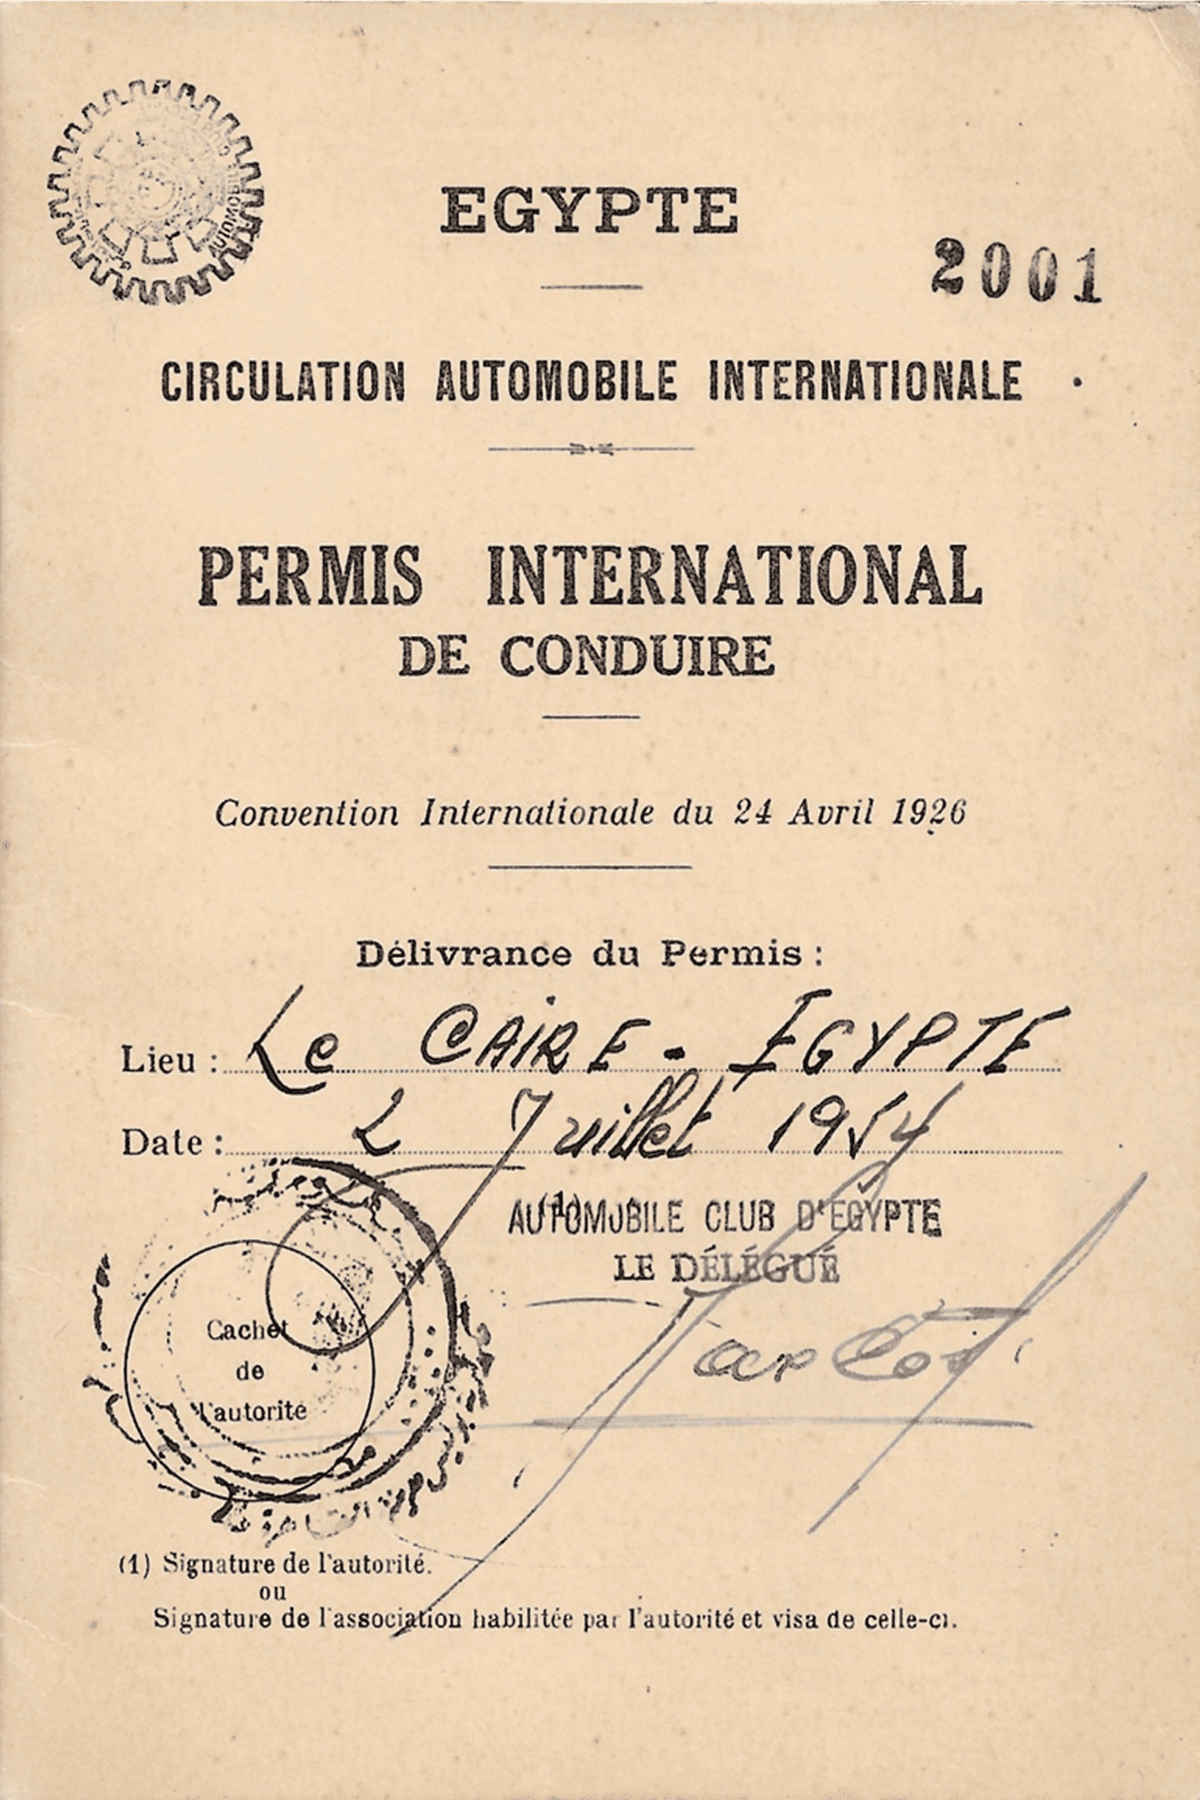 EGYPTE
2001
CIRCULATION AUTOMOBILE INTERNATIONALE
PERMIS INTERNATIONAL
DE CONDUIRE
Convention Internationale du 24 Avril 1926
Délivrance du Permis :
Lieu : Le CAIRE - EGYPTE
Date : 2 Juillet 1954
(1)
AUTOMOBILE CLUB D'EGYPTE
LE DÉLÉGUÉ
Cachet
de
l'autorité
(1) Signature de l'autorité.
ou
Signature de l'association habilitée par l'autorité et visa de celle-ci.